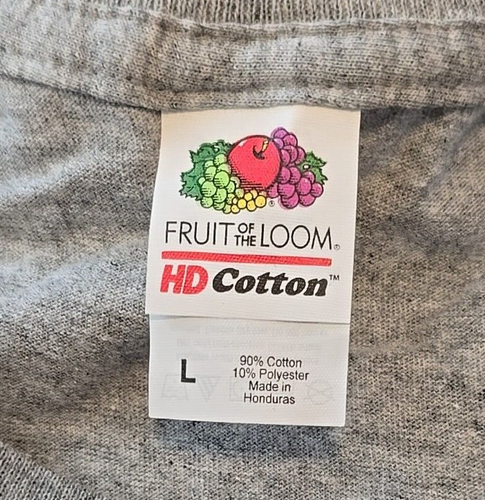 FRUIT OF THE LOOM®
HD Cotton™
L
90% Cotton
10% Polyester
Made in
Honduras